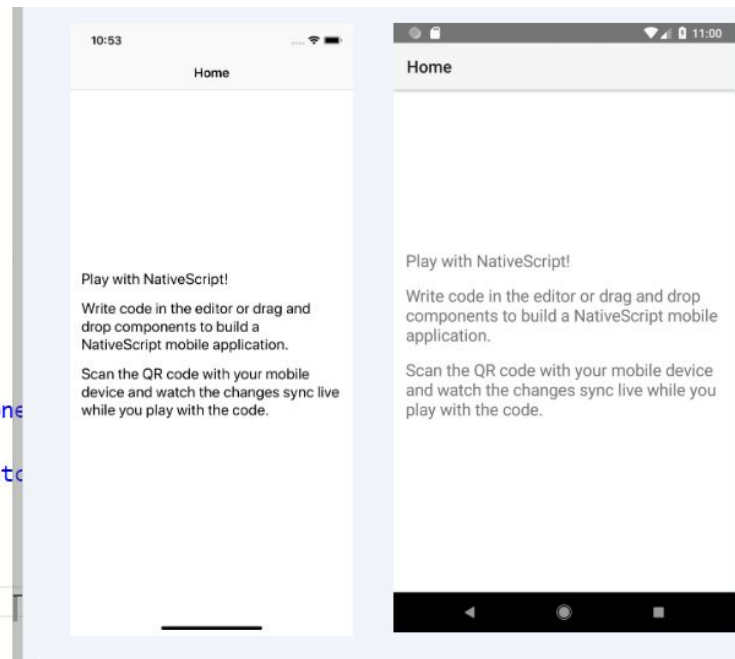 10:53
Home
Play with NativeScript!
Write code in the editor or drag and
drop components to build a
NativeScript mobile application.
Scan the QR code with your mobile
device and watch the changes sync live
while you play with the code.
11:00
Home
Play with NativeScript!
Write code in the editor or drag and drop
components to build a NativeScript mobile
application.
Scan the QR code with your mobile device
and watch the changes sync live while you
play with the code.